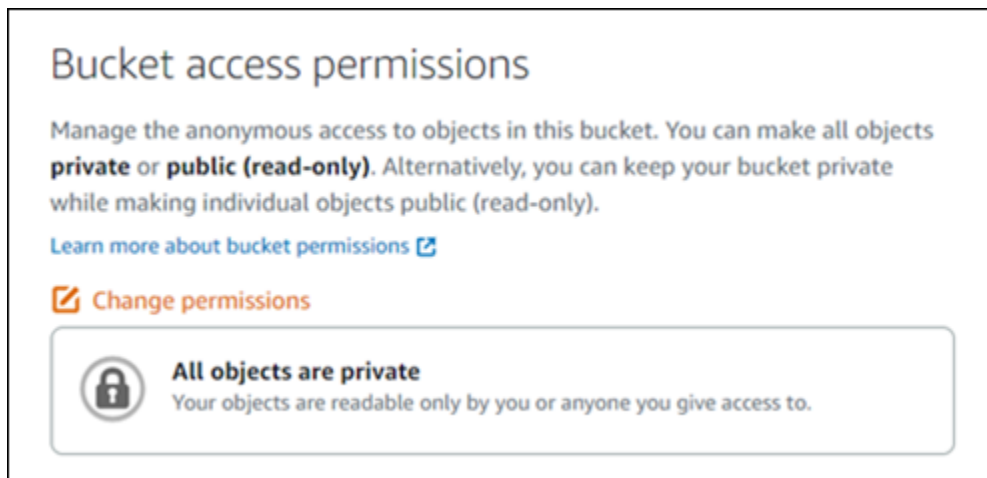 Bucket access permissions
Manage the anonymous access to objects in this bucket. You can make all objects
private or public (read-only). Alternatively, you can keep your bucket private
while making individual objects public (read-only).
Learn more about bucket permissions
Change permissions
All objects are private
Your objects are readable only by you or anyone you give access to.